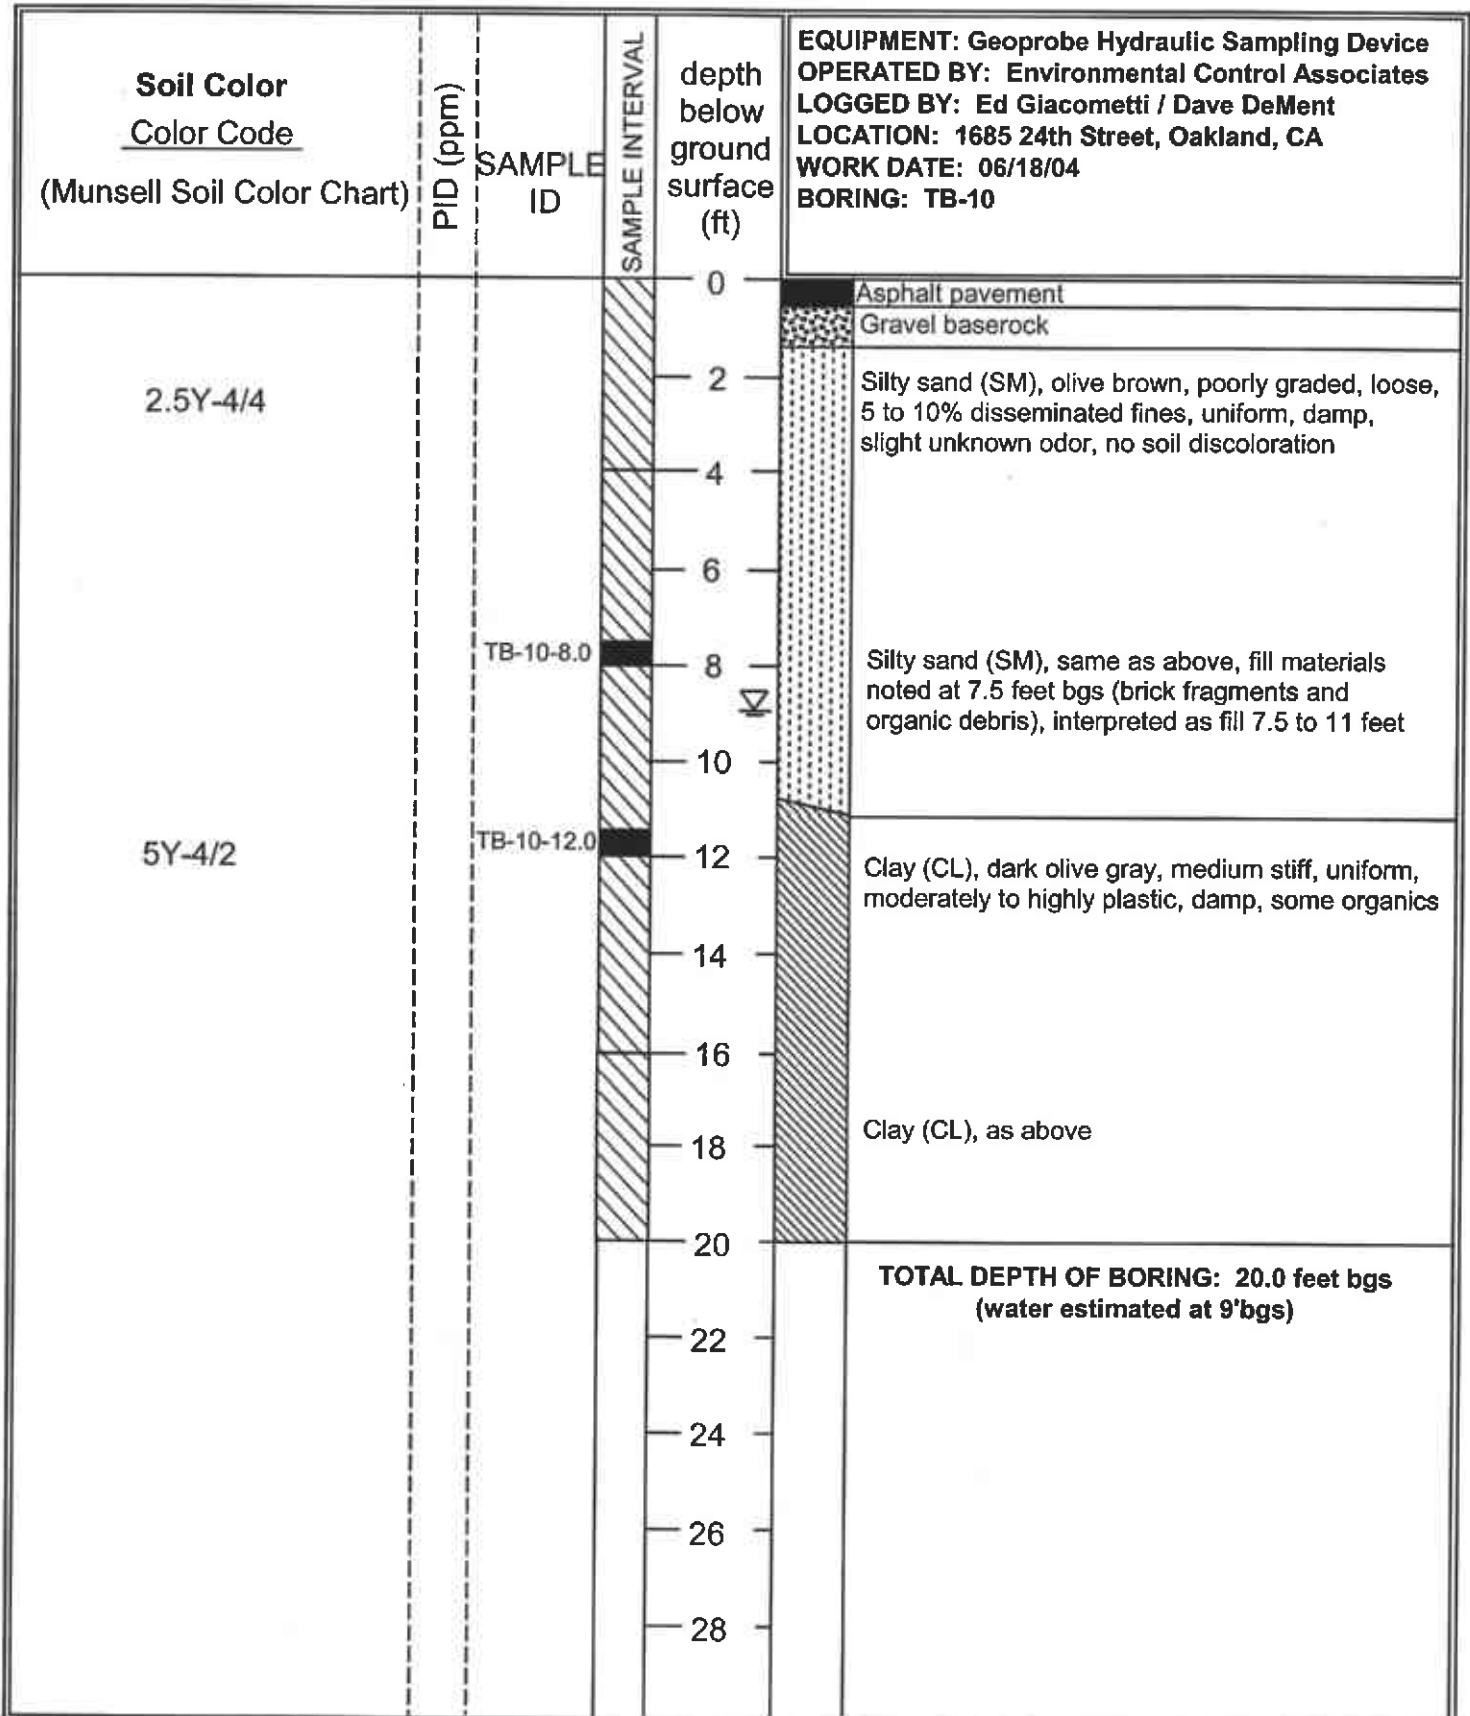 Soil Color
Color Code
(Munsell Soil Color Chart)
PID (ppm)
SAMPLE
ID
SAMPLE INTERVAL
depth
below
ground
surface
(ft)
EQUIPMENT: Geoprobe Hydraulic Sampling Device
OPERATED BY: Environmental Control Associates
LOGGED BY: Ed Giacometti / Dave DeMent
LOCATION: 1685 24th Street, Oakland, CA
WORK DATE: 06/18/04
BORING: TB-10
0
Asphalt pavement
Gravel baserock
2
2.5Y-4/4
Silty sand (SM), olive brown, poorly graded, loose,
5 to 10% disseminated fines, uniform, damp,
slight unknown odor, no soil discoloration
4
6
TB-10-8.0
8
Silty sand (SM), same as above, fill materials
noted at 7.5 feet bgs (brick fragments and
organic debris), interpreted as fill 7.5 to 11 feet
10
TB-10-12.0
5Y-4/2
12
Clay (CL), dark olive gray, medium stiff, uniform,
moderately to highly plastic, damp, some organics
14
16
Clay (CL), as above
18
20
TOTAL DEPTH OF BORING: 20.0 feet bgs
(water estimated at 9'bgs)
22
24
26
28